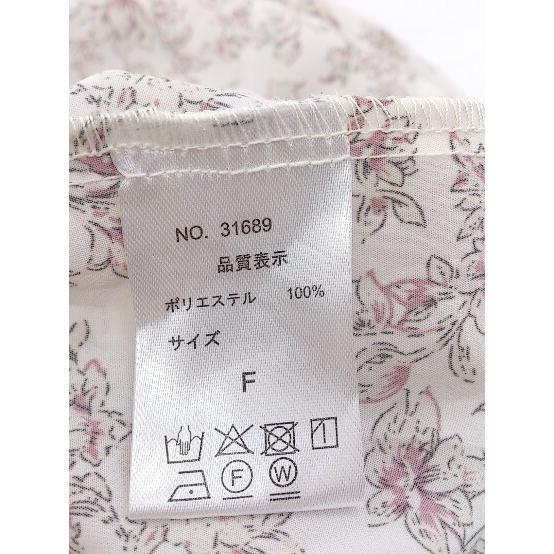 NO. 31689
品質表示
ポリエステル 100%
サイズ
F
F W